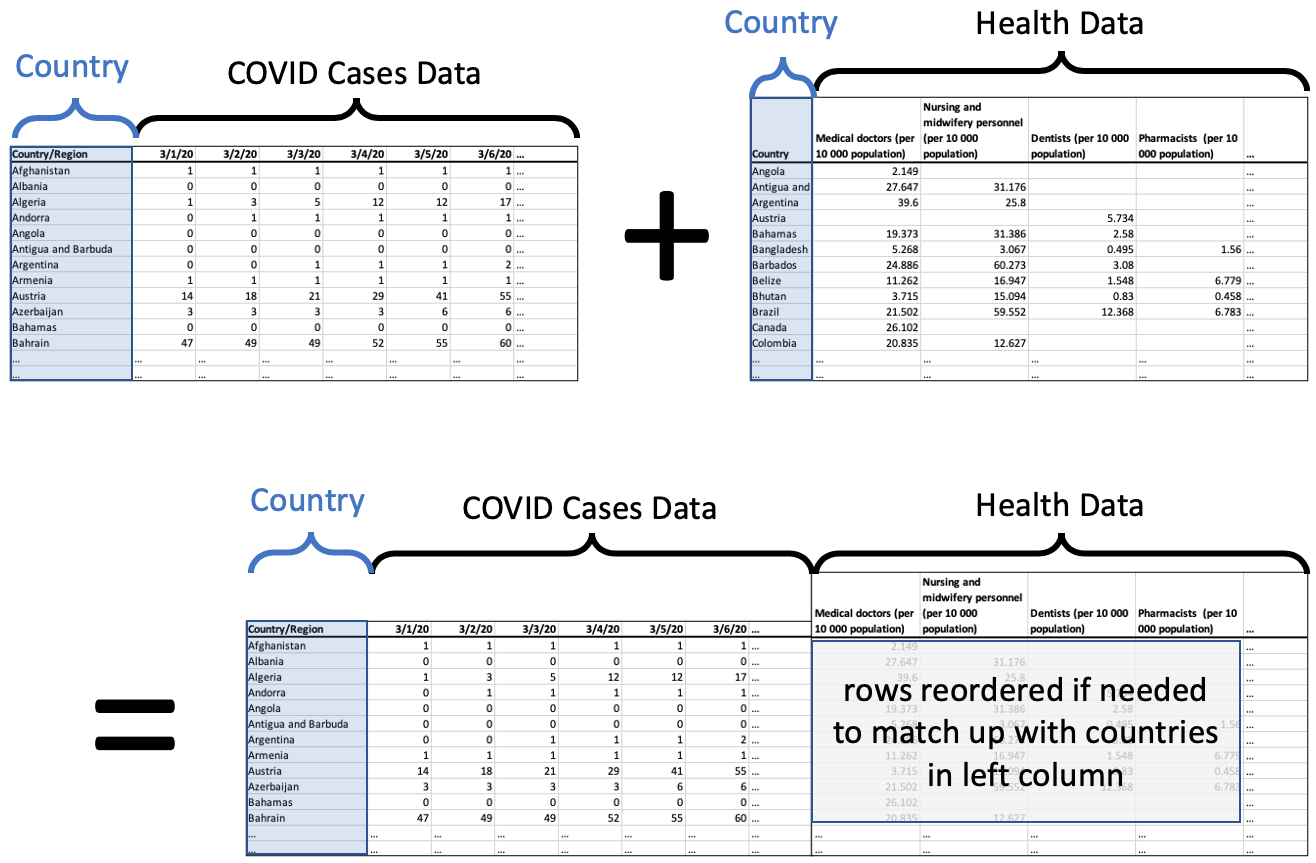 Country
COVID Cases Data
Country/Region 3/1/20 3/2/20 3/3/20 3/4/20 3/5/20 3/6/20 ...
Afghanistan 1 1 1 1 1 1 ...
Albania 0 0 0 0 0 0 ...
Algeria 1 3 5 12 12 17 ...
Andorra 0 1 1 1 1 1 ...
Angola 0 0 0 0 0 0 ...
Antigua and Barbuda 0 0 0 0 0 0 ...
Argentina 0 0 1 1 1 2 ...
Armenia 1 1 1 1 1 1 ...
Austria 14 18 21 29 41 55 ...
Azerbaijan 3 3 3 3 6 6 ...
Bahamas 0 0 0 0 0 0 ...
Bahrain 47 49 49 52 55 60 ...
... ... ... ... ... ... ... ...
... ... ... ... ... ... ... ...
+
Country
Health Data
Nursing and
midwifery personnel
Medical doctors (per (per 10 000 Dentists (per 10 000 Pharmacists (per 10
Country 10 000 population) population) population) 000 population) ...
Angola 2.149 ...
Antigua and 27.647 31.176 ...
Argentina 39.6 25.8 ...
Austria 5.734 ...
Bahamas 19.373 31.386 2.58 ...
Bangladesh 5.268 3.067 0.495 1.56 ...
Barbados 24.886 60.273 3.08 ...
Belize 11.262 16.947 1.548 6.779 ...
Bhutan 3.715 15.094 0.83 0.458 ...
Brazil 21.502 59.552 12.368 6.783 ...
Canada 26.102 ...
Colombia 20.835 12.627 ...
... ... ... ... ... ...
... ... ... ... ... ...
=
Country
COVID Cases Data
Health Data
Nursing and
midwifery personnel
Medical doctors (per (per 10 000 Dentists (per 10 000 Pharmacists (per 10
Country/Region 3/1/20 3/2/20 3/3/20 3/4/20 3/5/20 3/6/20 ... 10 000 population) population) population) 000 population) ...
Afghanistan 1 1 1 1 1 1 ... 2.149 ...
Albania 0 0 0 0 0 0 ... 27.647 31.176 ...
Algeria 1 3 5 12 12 17 ... 39.6 25.8 ...
Andorra 0 1 1 1 1 1 ... ...
Angola 0 0 0 0 0 0 ... 19.373 31.386 2.58 ...
Antigua and Barbuda 0 0 0 0 0 0 ... 1.56 ...
Argentina 0 0 1 1 1 2 ... ...
Armenia 1 1 1 1 1 1 ... 11.262 16.947 1.548 6.779 ...
Austria 14 18 21 29 41 55 ... 3.715 0.458 ...
Azerbaijan 3 3 3 3 6 6 ... 21.502 59.552 12.368 6.783 ...
Bahamas 0 0 0 0 0 0 ... 26.102 ...
Bahrain 47 49 49 52 55 60 ... 20.835 12.627 ...
... ... ... ... ... ... ... ... ... ... ... ... ...
... ... ... ... ... ... ... ... ... ... ... ... ...
rows reordered if needed
to match up with countries
in left column